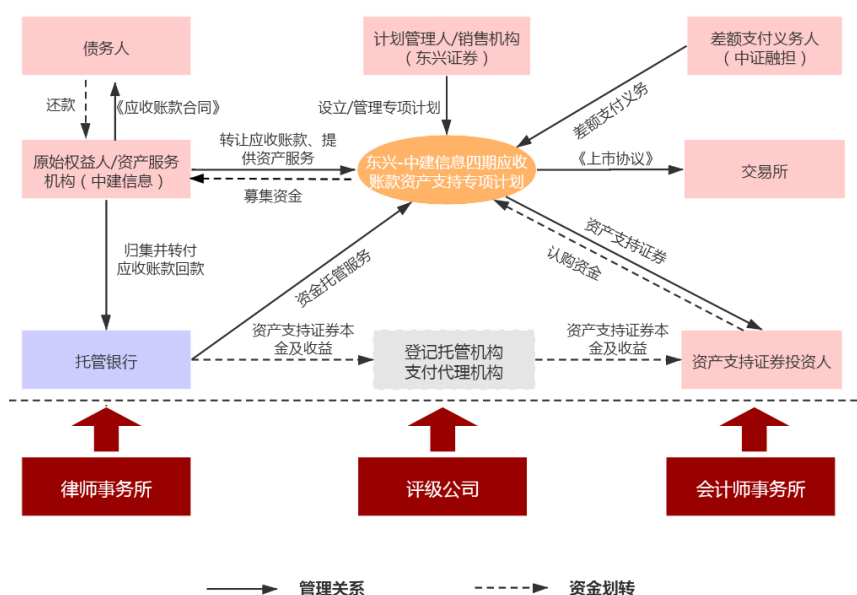 债务人
计划管理人/销售机构
（东兴证券）
差额支付义务人
（中证融担）
还款
《应收账款合同》
设立/管理专项计划
差额支付义务
原始权益人/资产服务
机构（中建信息）
转让应收账款、提
供资产服务
募集资金
东兴-中建信息四期应收
账款资产支持专项计划
《上市协议》
交易所
归集并转付
应收账款回款
资金托管服务
资产支持证券
认购资金
托管银行
资产支持证券本
金及收益
登记托管机构
支付代理机构
资产支持证券本
金及收益
资产支持证券投资人
律师事务所
评级公司
会计师事务所
管理关系
资金划转